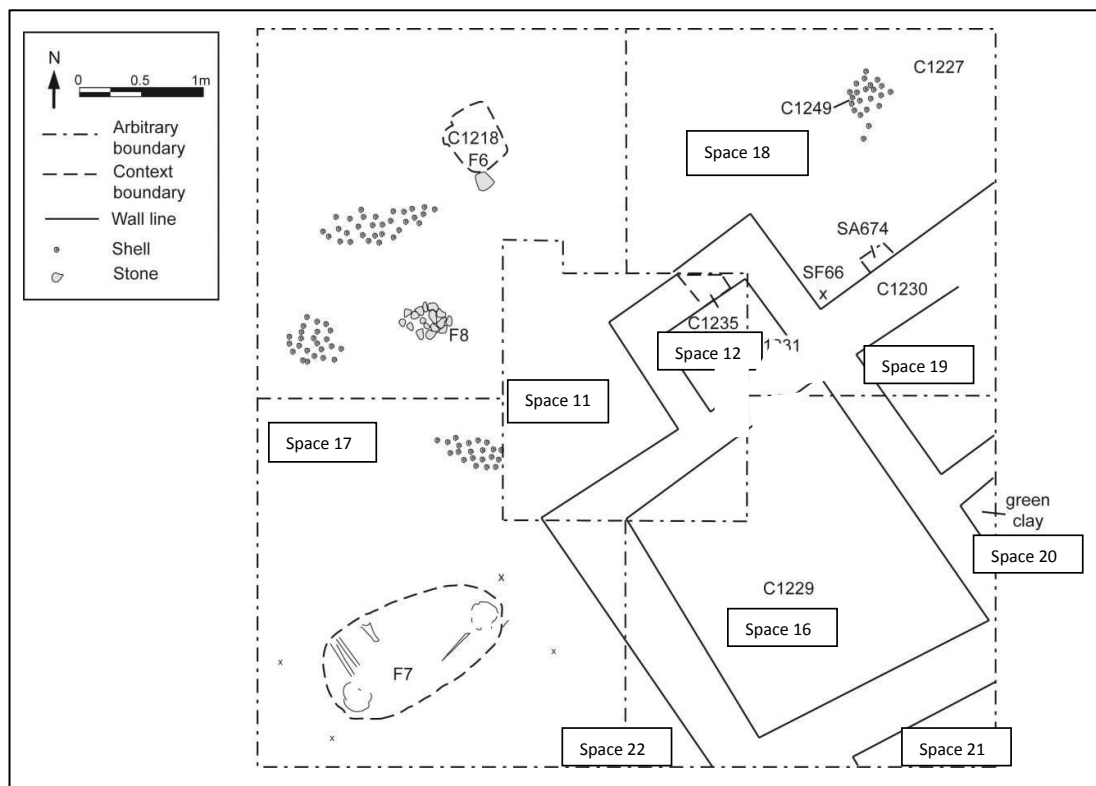 N
0 0.5 1m
Arbitrary
boundary
Context
boundary
Wall line
Shell
Stone
C1227
C1249
C1218
F6
Space 18
SA674
SF66
x
C1230
C1235
Space 12
Space 19
F8
Space 11
Space 17
green
clay
Space 20
C1229
Space 16
x
x
x
F7
x
Space 22
Space 21